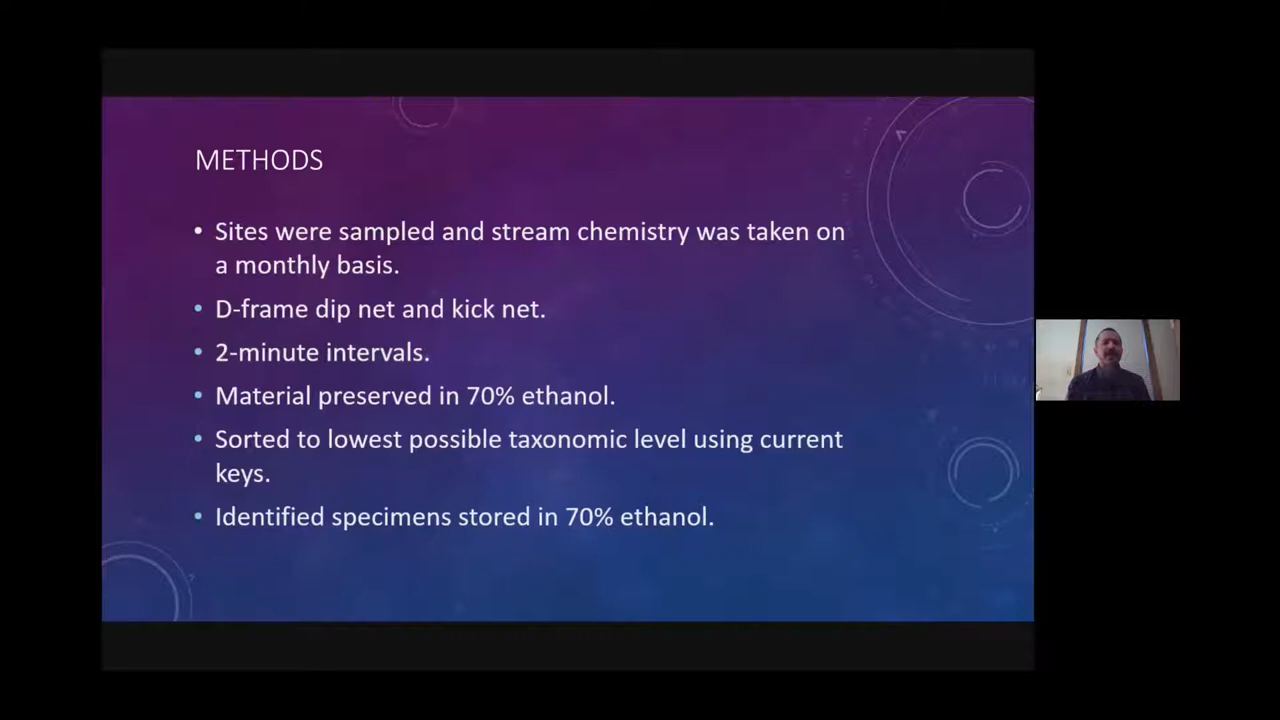 METHODS
• Sites were sampled and stream chemistry was taken on
a monthly basis.
• D-frame dip net and kick net.
• 2-minute intervals.
• Material preserved in 70% ethanol.
• Sorted to lowest possible taxonomic level using current
keys.
• Identified specimens stored in 70% ethanol.